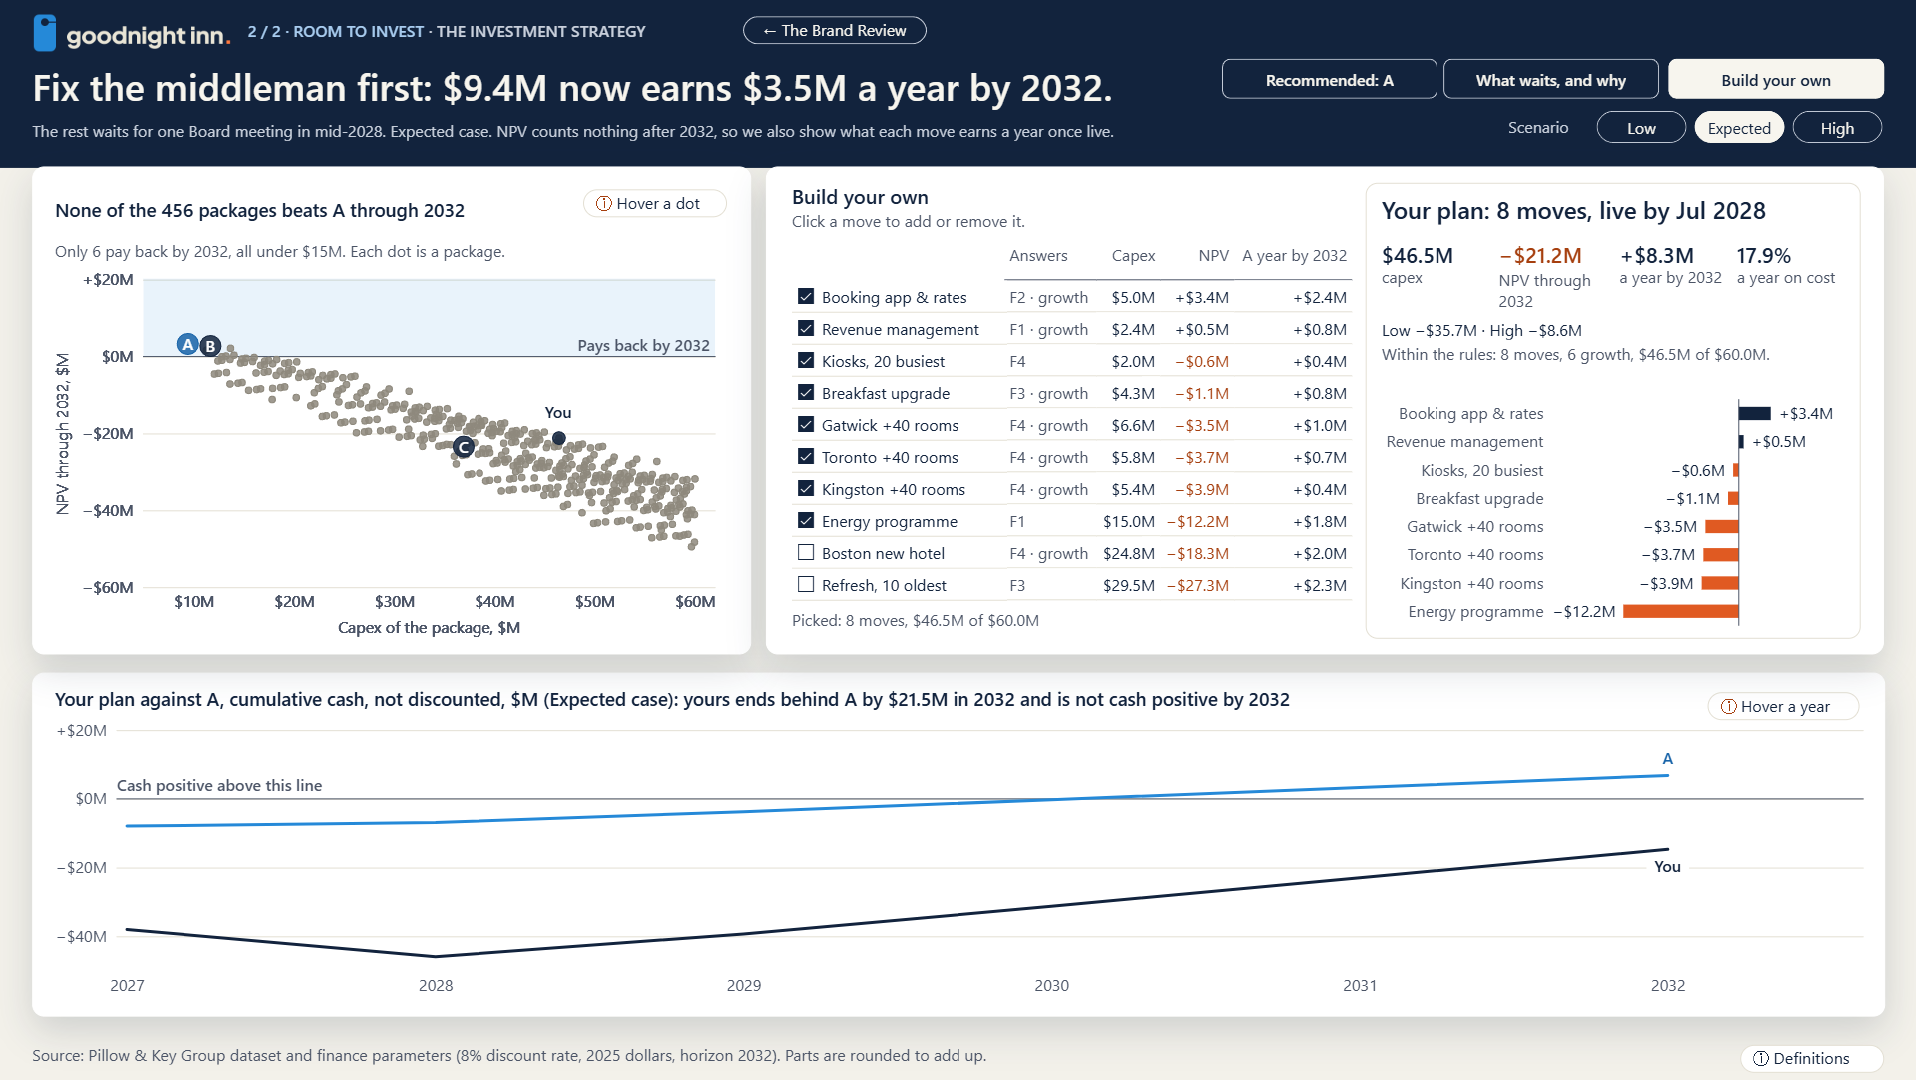 goodnight inn.
2 / 2 · ROOM TO INVEST · THE INVESTMENT STRATEGY
← The Brand Review
Fix the middleman first: $9.4M now earns $3.5M a year by 2032.
The rest waits for one Board meeting in mid-2028. Expected case. NPV counts nothing after 2032, so we also show what each move earns a year once live.
Recommended: A
What waits, and why
Build your own
Scenario
Low
Expected
High
None of the 456 packages beats A through 2032
Hover a dot
Only 6 pay back by 2032, all under $15M. Each dot is a package.
+$20M
$0M
−$20M
−$40M
−$60M
NPV through 2032, $M
A
B
C
You
Pays back by 2032
$10M $20M $30M $40M $50M $60M
Capex of the package, $M
Build your own
Click a move to add or remove it.
Answers Capex NPV A year by 2032
Booking app & rates F2 · growth $5.0M +$3.4M +$2.4M
Revenue management F1 · growth $2.4M +$0.5M +$0.8M
Kiosks, 20 busiest F4 $2.0M −$0.6M +$0.4M
Breakfast upgrade F3 · growth $4.3M −$1.1M +$0.8M
Gatwick +40 rooms F4 · growth $6.6M −$3.5M +$1.0M
Toronto +40 rooms F4 · growth $5.8M −$3.7M +$0.7M
Kingston +40 rooms F4 · growth $5.4M −$3.9M +$0.4M
Energy programme F1 $15.0M −$12.2M +$1.8M
Boston new hotel F4 · growth $24.8M −$18.3M +$2.0M
Refresh, 10 oldest F3 $29.5M −$27.3M +$2.3M
Picked: 8 moves, $46.5M of $60.0M
Your plan: 8 moves, live by Jul 2028
$46.5M −$21.2M +$8.3M 17.9%
capex NPV through 2032 a year by 2032 a year on cost
Low −$35.7M · High −$8.6M
Within the rules: 8 moves, 6 growth, $46.5M of $60.0M.
Booking app & rates +$3.4M
Revenue management +$0.5M
Kiosks, 20 busiest −$0.6M
Breakfast upgrade −$1.1M
Gatwick +40 rooms −$3.5M
Toronto +40 rooms −$3.7M
Kingston +40 rooms −$3.9M
Energy programme −$12.2M
Your plan against A, cumulative cash, not discounted, $M (Expected case): yours ends behind A by $21.5M in 2032 and is not cash positive by 2032
Hover a year
+$20M
$0M
−$20M
−$40M
Cash positive above this line
A
You
2027 2028 2029 2030 2031 2032
Source: Pillow & Key Group dataset and finance parameters (8% discount rate, 2025 dollars, horizon 2032). Parts are rounded to add up.
Definitions